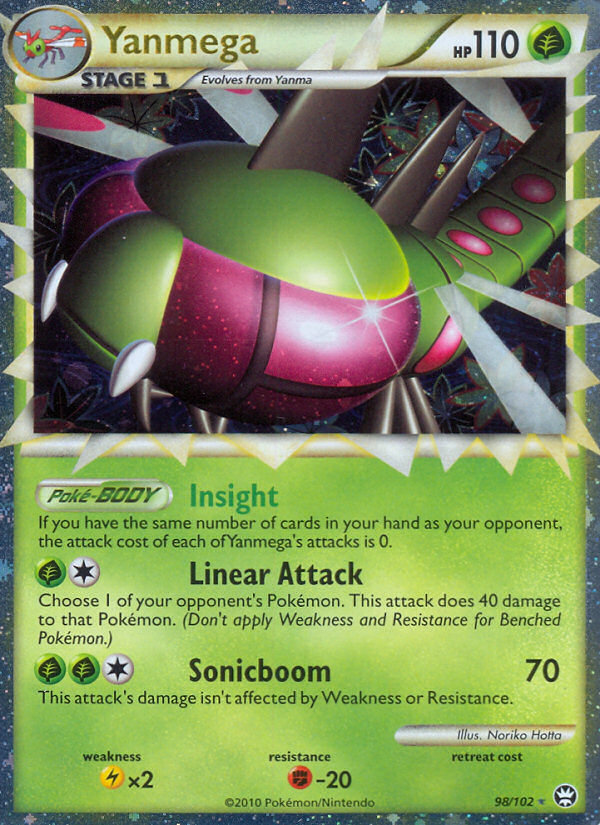 Yanmega HP110
STAGE 1 Evolves from Yanma
Poké-BODY Insight
If you have the same number of cards in your hand as your opponent,
the attack cost of each of Yanmega's attacks is 0.
Linear Attack
Choose 1 of your opponent's Pokémon. This attack does 40 damage
to that Pokémon. (Don't apply Weakness and Resistance for Benched
Pokémon.)
Sonicboom 70
This attack's damage isn't affected by Weakness or Resistance.
Illus. Noriko Hotta
weakness resistance retreat cost
×2 -20
©2010 Pokémon/Nintendo 98/102